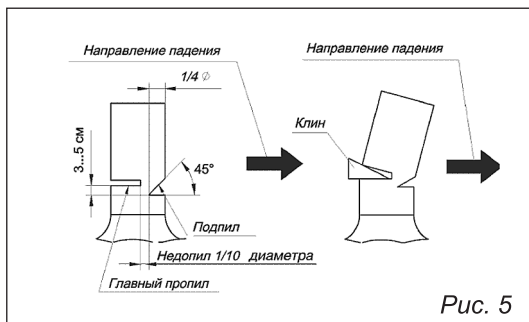 Направление падения
Направление падения
1/4 ∅
Клин
3...5 см
45°
Подпил
Недопил 1/10 диаметра
Главный пропил
Рис. 5